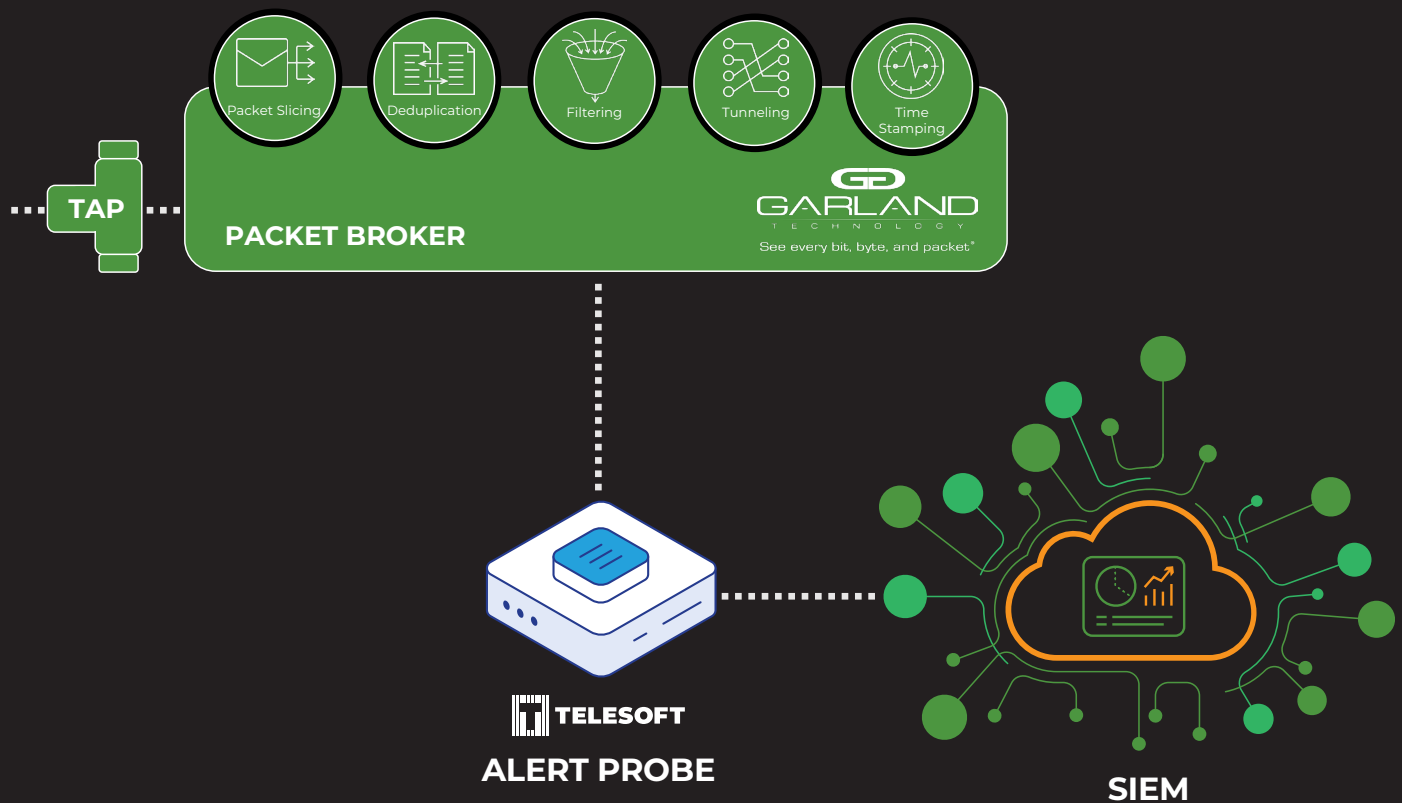 Packet Slicing
Deduplication
Filtering
Tunneling
Time
Stamping
TAP
PACKET BROKER
GARLAND
TECHNOLOGY
See every bit, byte, and packet®
TELESOFT
ALERT PROBE
SIEM